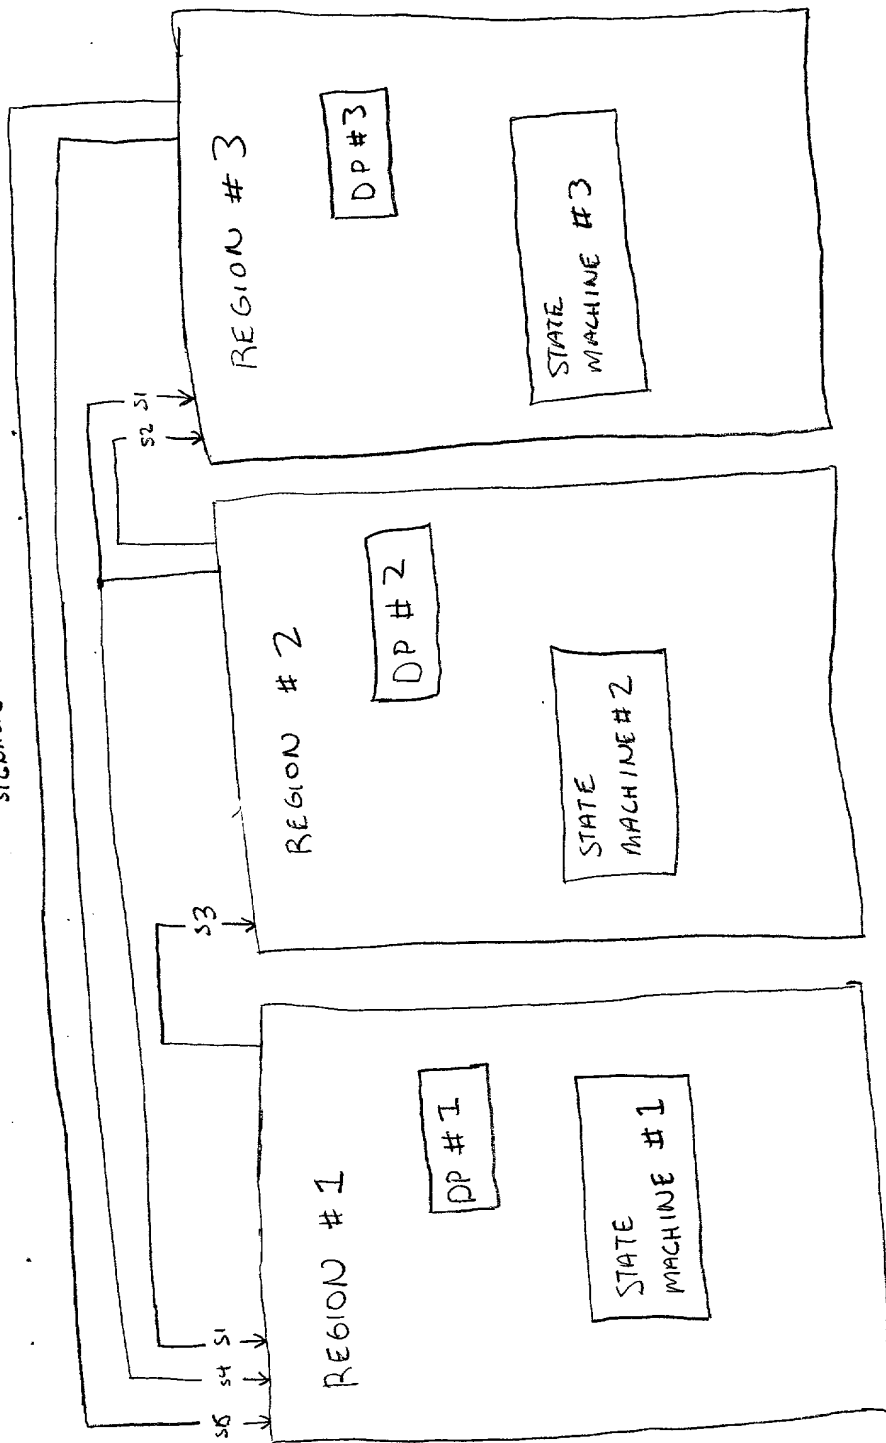 S5
S4
S1
S3
S2
S1
REGION #1
REGION #2
REGION #3
DP #1
DP #2
DP #3
STATE
MACHINE #1
STATE
MACHINE #2
STATE
MACHINE #3